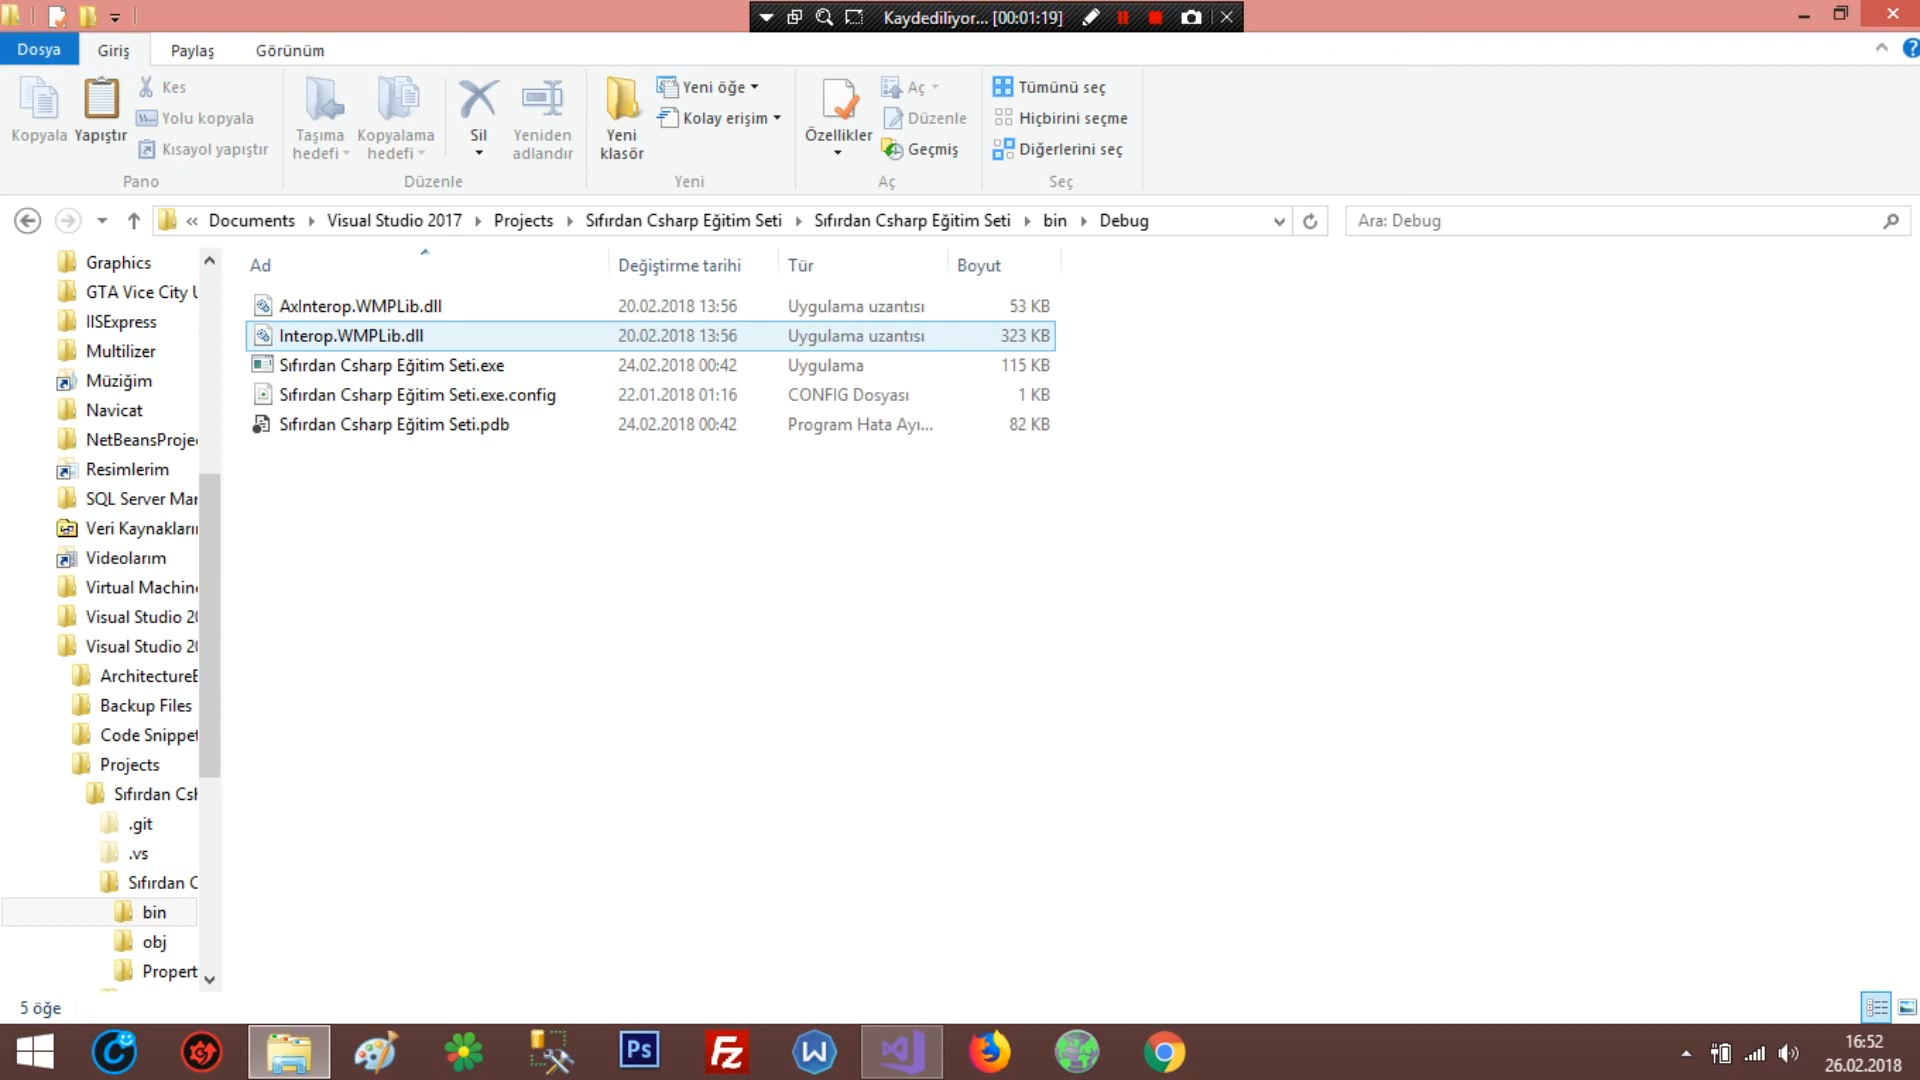 Kaydediliyor... [00:01:19]
Dosya Giriş Paylaş Görünüm
Kopyala
Yapıştır
Kes
Yolu kopyala
Kısayol yapıştır
Pano
Taşıma hedefi
Kopyalama hedefi
Sil
Yeniden adlandır
Düzenle
Yeni klasör
Yeni öğe
Kolay erişim
Yeni
Özellikler
Aç
Düzenle
Geçmiş
Aç
Tümünü seç
Hiçbirini seçme
Diğerlerini seç
Seç
« Documents Visual Studio 2017 Projects Sıfırdan Csharp Eğitim Seti Sıfırdan Csharp Eğitim Seti bin Debug
Ara: Debug
Graphics
GTA Vice City U
IISExpress
Multilizer
Müziğim
Navicat
NetBeansProje
Resimlerim
SQL Server Mar
Veri Kaynakları
Videolarım
Virtual Machin
Visual Studio 20
Visual Studio 20
ArchitectureE
Backup Files
Code Snippet
Projects
Sıfırdan Csh
.git
.vs
Sıfırdan C
bin
obj
Propert
Ad Değiştirme tarihi Tür Boyut
AxInterop.WMPLib.dll 20.02.2018 13:56 Uygulama uzantısı 53 KB
Interop.WMPLib.dll 20.02.2018 13:56 Uygulama uzantısı 323 KB
Sıfırdan Csharp Eğitim Seti.exe 24.02.2018 00:42 Uygulama 115 KB
Sıfırdan Csharp Eğitim Seti.exe.config 22.01.2018 01:16 CONFIG Dosyası 1 KB
Sıfırdan Csharp Eğitim Seti.pdb 24.02.2018 00:42 Program Hata Ayı... 82 KB
5 öğe
Ps
Fz
W
16:52
26.02.2018